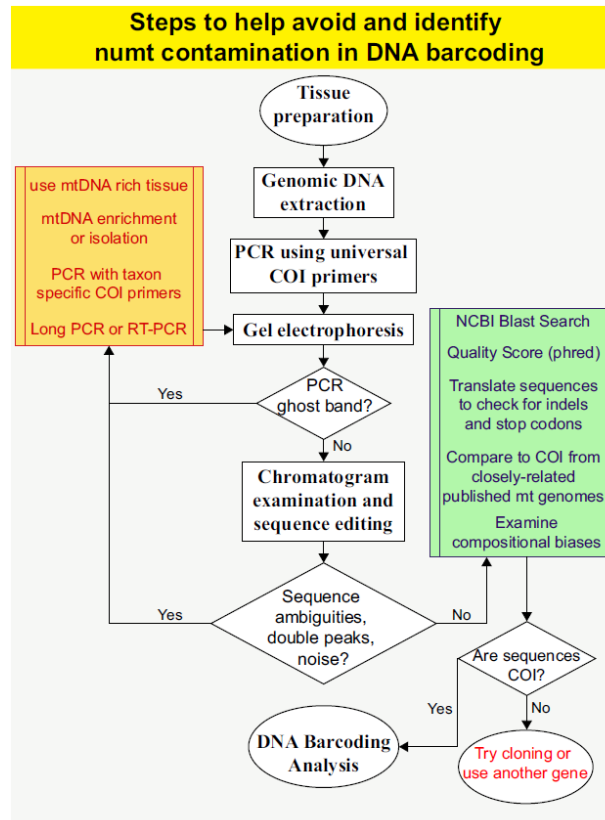 Steps to help avoid and identify
numt contamination in DNA barcoding
Tissue
preparation
Genomic DNA
extraction
PCR using universal
COI primers
use mtDNA rich tissue
mtDNA enrichment
or isolation
PCR with taxon
specific COI primers
Long PCR or RT-PCR
Gel electrophoresis
PCR
ghost band?
Yes
No
Chromatogram
examination and
sequence editing
Sequence
ambiguities,
double peaks,
noise?
Yes
No
NCBI Blast Search
Quality Score (phred)
Translate sequences
to check for indels
and stop codons
Compare to COI from
closely-related
published mt genomes
Examine
compositional biases
Are sequences
COI?
Yes
No
DNA Barcoding
Analysis
Try cloning or
use another gene